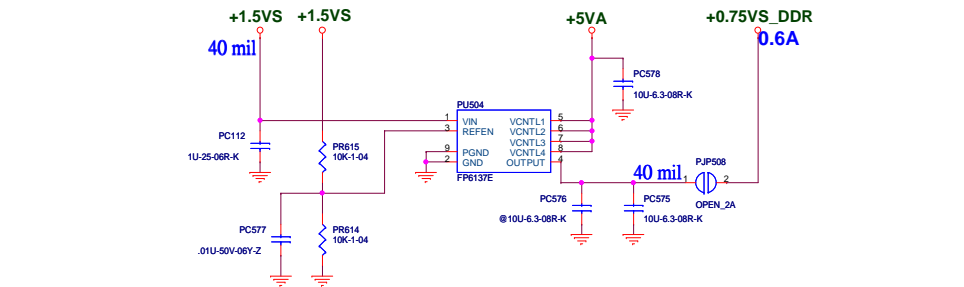 +1.5VS
+1.5VS
+5VA
+0.75VS_DDR
40 mil
0.6A
PC578
10U-6.3-08R-K
PU504
1
VIN
VCNTL1
5
3
REFEN
VCNTL2
6
VCNTL3
7
9
PGND
VCNTL4
8
2
GND
OUTPUT
4
FP6137E
PC112
1U-25-06R-K
PR615
10K-1-04
40 mil
1
PJP508
2
OPEN_2A
PC576
@10U-6.3-08R-K
PC575
10U-6.3-08R-K
PC577
.01U-50V-06Y-Z
PR614
10K-1-04